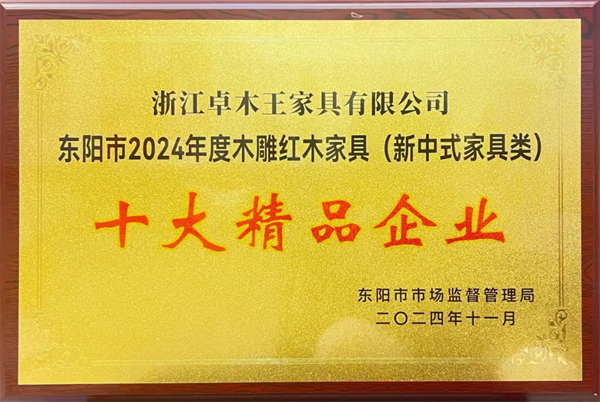 浙江卓木王家具有限公司
东阳市2024年度木雕红木家具（新中式家具类）
十大精品企业
东阳市市场监督管理局
二〇二四年十一月